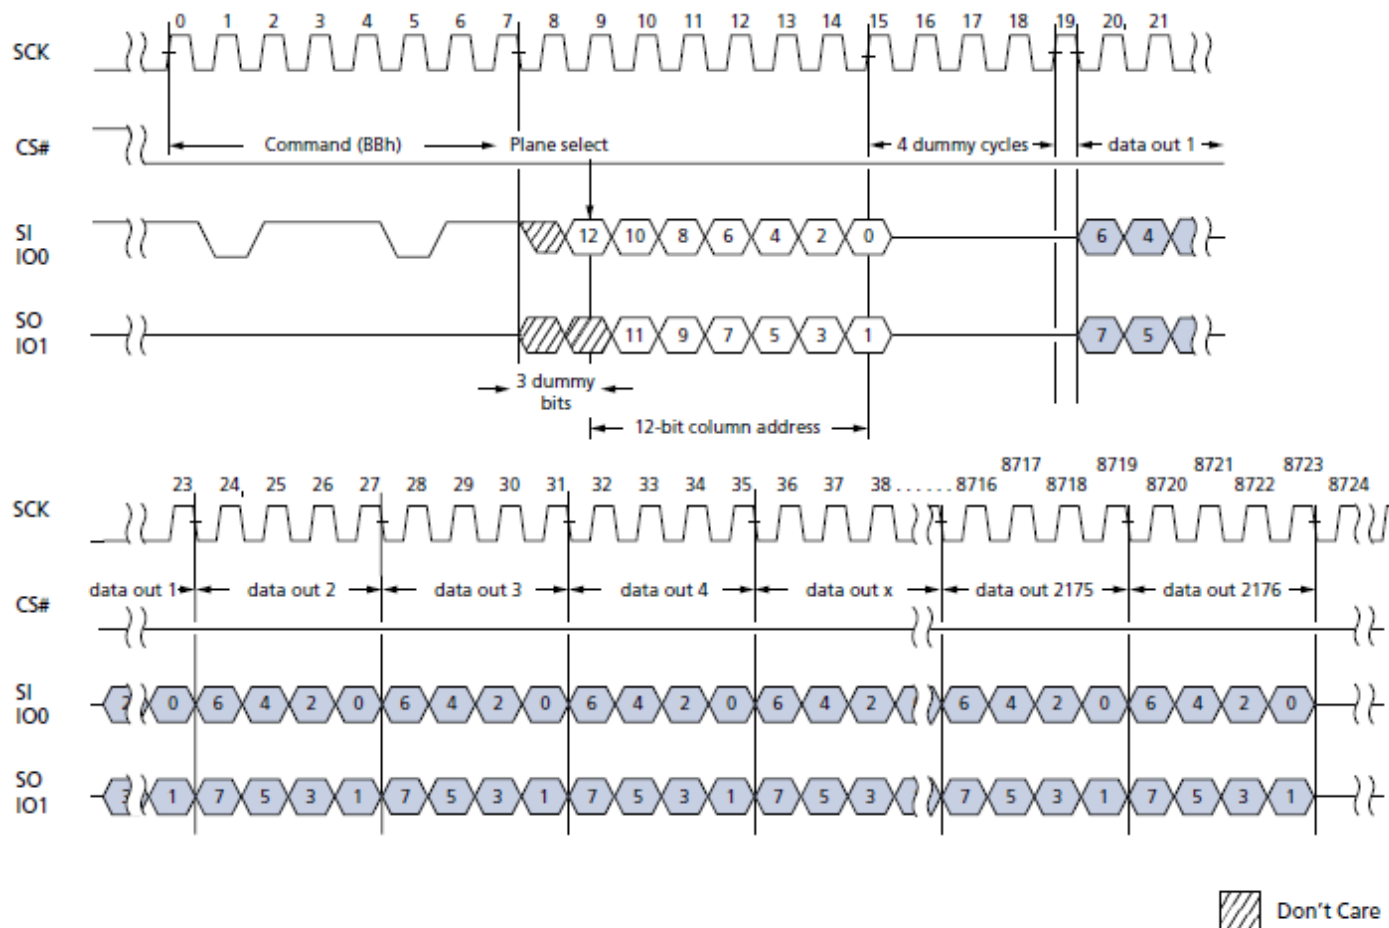 0 1 2 3 4 5 6 7 8 9 10 11 12 13 14 15 16 17 18 19 20 21
SCK
CS# Command (BBh) Plane select 4 dummy cycles data out 1
SI
IO0
12 10 8 6 4 2 0 6 4
SO
IO1
11 9 7 5 3 1 7 5
3 dummy
bits
12-bit column address
8717 8719 8721 8723
23 24 25 26 27 28 29 30 31 32 33 34 35 36 37 38 ...... 8716 8718 8720 8722 8724
SCK
data out 1 data out 2 data out 3 data out 4 data out x data out 2175 data out 2176
CS#
SI
IO0
2 0 6 4 2 0 6 4 2 0 6 4 2 0 6 4 2 6 4 2 0 6 4 2 0
SO
IO1
3 1 7 5 3 1 7 5 3 1 7 5 3 1 7 5 3 7 5 3 1 7 5 3 1
Don't Care